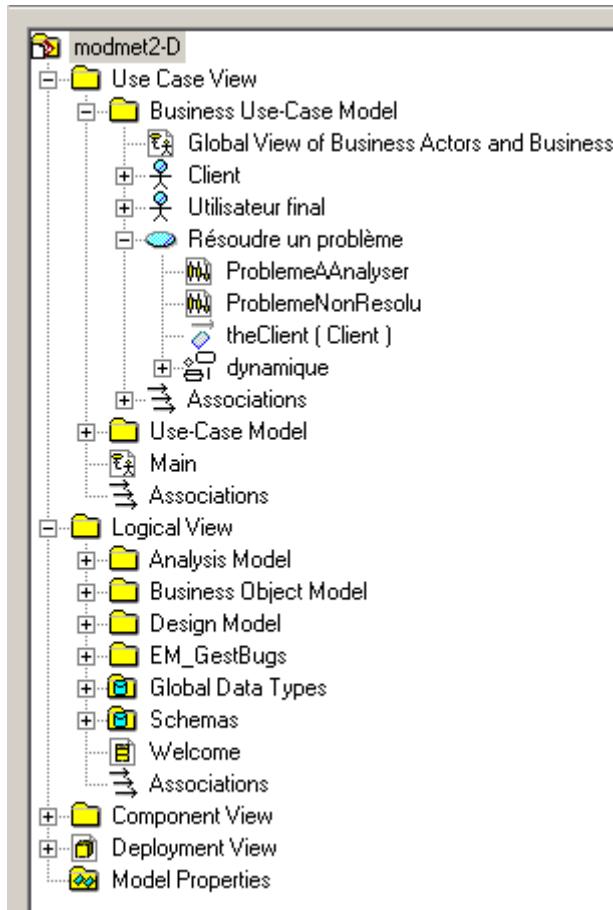 modmet2-D
Use Case View
Business Use-Case Model
Global View of Business Actors and Business
Client
Utilisateur final
Résoudre un problème
ProblemeAAnalyser
ProblemeNonResolu
theClient ( Client )
dynamique
Associations
Use-Case Model
Main
Associations
Logical View
Analysis Model
Business Object Model
Design Model
EM_GestBugs
Global Data Types
Schemas
Welcome
Associations
Component View
Deployment View
Model Properties